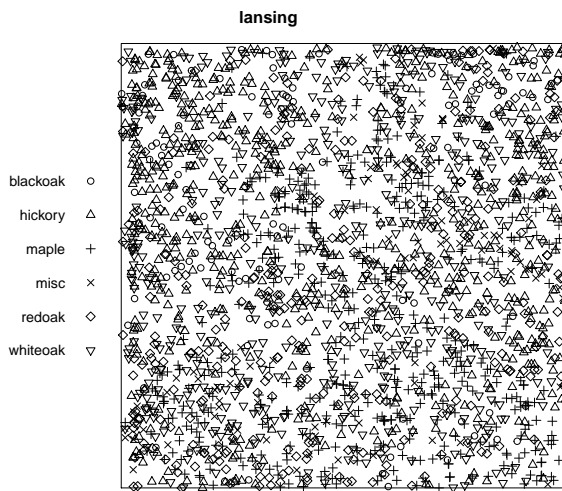 lansing
blackoak
hickory
maple
misc
redoak
whiteoak